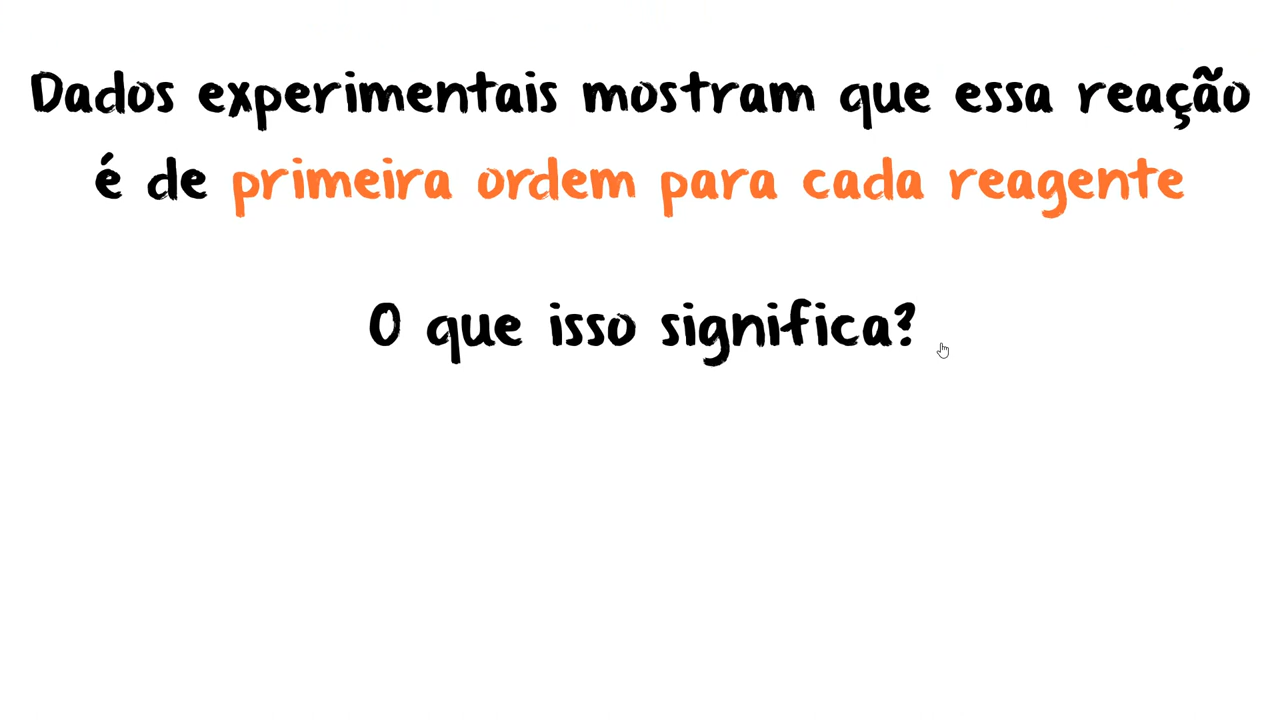 Dados experimentais mostram que essa reação
é de primeira ordem para cada reagente
O que isso significa?